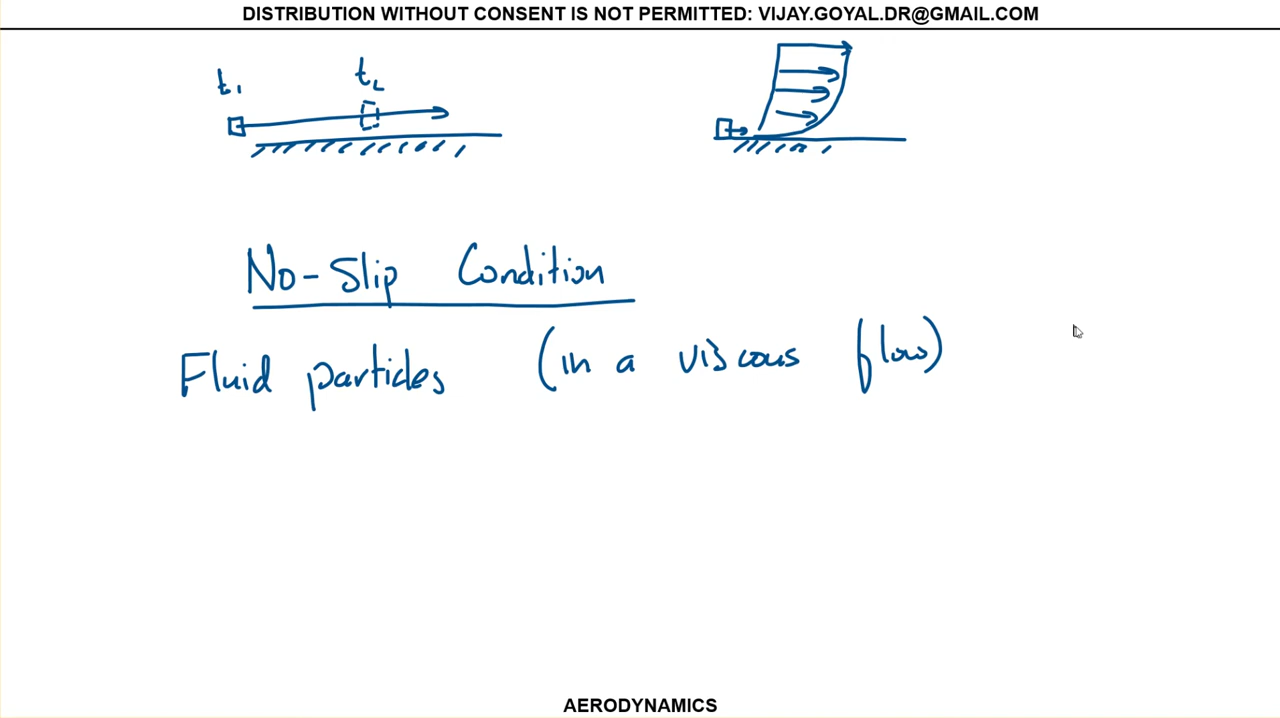 DISTRIBUTION WITHOUT CONSENT IS NOT PERMITTED: VIJAY.GOYAL.DR@GMAIL.COM
t₁ t₂
No-Slip Condition
Fluid particles (in a viscous flow)
AERODYNAMICS